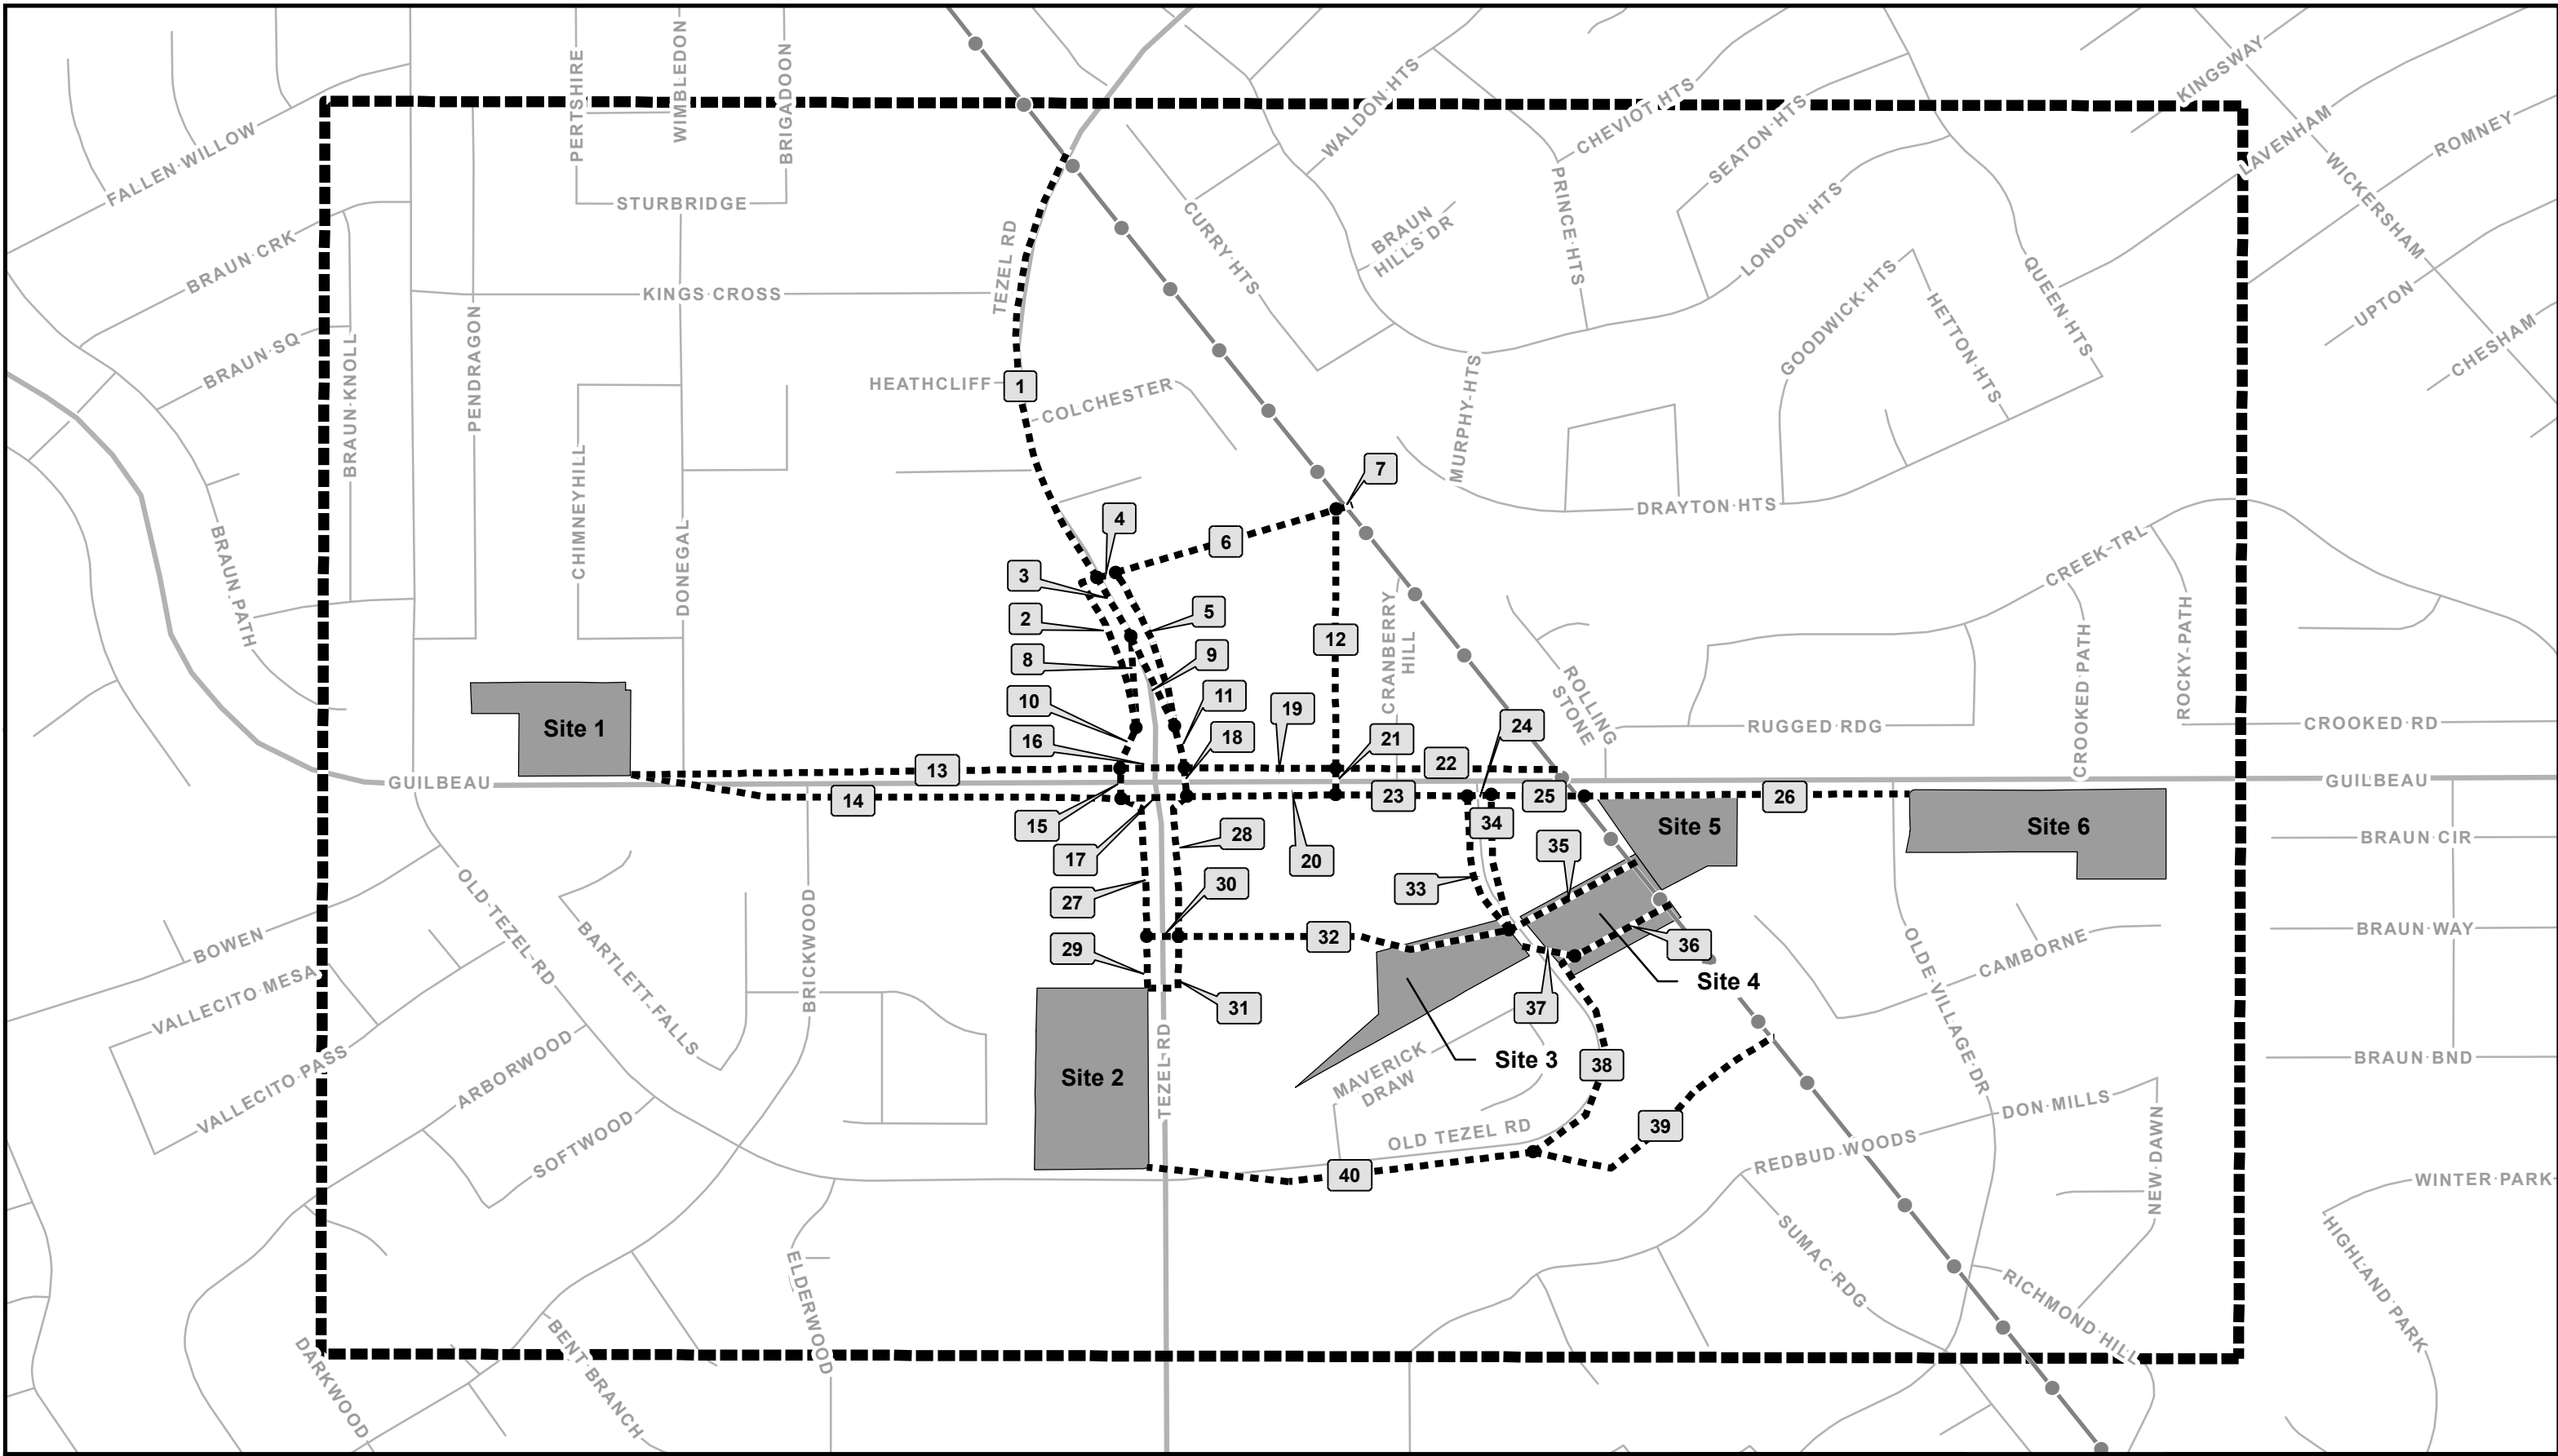 KINGSWAY
FALLEN WILLOW
PERTSHIRE
WIMBLEDON
BRIGADOON
WALDON HTS
CHEVIOT HTS
SEATON HTS
LAVENHAM
ROMNEY
WICKERSHAM
STURBRIDGE
BRAUN CRK
TEZEL RD
CURRY HTS
BRAUN
HILLS DR
PRINCE HTS
LONDON HTS
KINGS CROSS
QUEEN HTS
GOODWICK HTS
HETTON HTS
UPTON
CHESHAM
BRAUN SQ
BRAUN KNOLL
PENDRAGON
HEATHCLIFF
1
COLCHESTER
MURPHY HTS
CHIMNEYHILL
DONEGAL
7
DRAYTON HTS
4
6
BRAUN PATH
3
2
5
8
9
12
CRANBERRY
HILL
CREEK TRL
CROOKED PATH
ROCKY PATH
ROLLING
STONE
10
11
19
24
RUGGED RDG
CROOKED RD
Site 1
16
18
21
22
13
GUILBEAU
GUILBEAU
14
23
25
26
15
17
28
20
34
35
Site 5
Site 6
BRAUN CIR
OLD TEZEL RD
BRICKWOOD
27
30
33
BOWEN
BARTLETT FALLS
29
32
36
Site 4
OLDE VILLAGE DR
CAMBORNE
BRAUN WAY
VALLECITO MESA
31
37
VALLECITO PASS
ARBORWOOD
TEZEL RD
Site 2
MAVERICK
DRAW
Site 3
38
BRAUN BND
SOFTWOOD
OLD TEZEL RD
39
DON MILLS
REDBUD WOODS
NEW DAWN
40
WINTER PARK
ELDERWOOD
SUMAC RDG
RICHMOND HILL
HIGHLAND PARK
DARKWOOD
BENT BRANCH